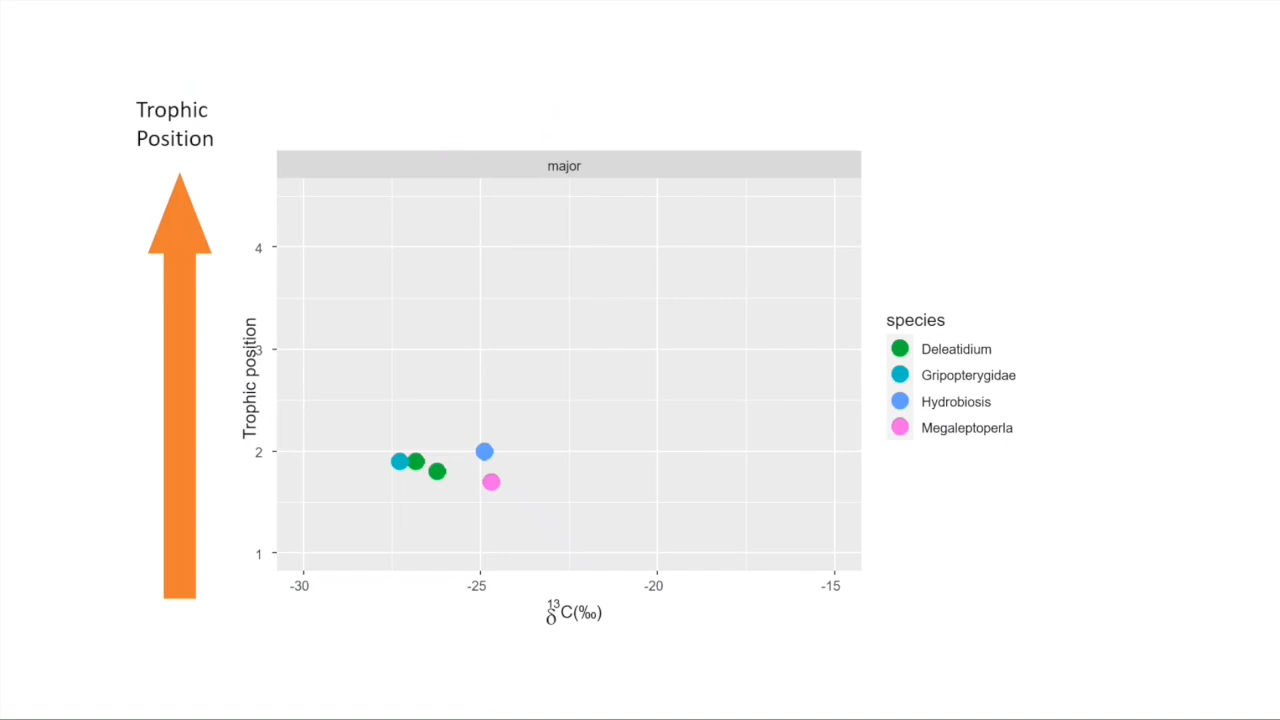 Trophic
Position
major
4
3
2
1
Trophic position
-30
-25
-20
-15
δ¹³C(‰)
species
Deleatidium
Gripopterygidae
Hydrobiosis
Megaleptoperla